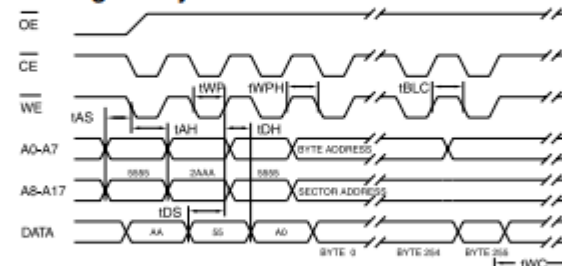 OE
CE
tWP tWPH tBLC
WE
tAS
tAH tDH
A0-A7 BYTE ADDRESS
5555 2AAA 5555
A8-A17 SECTOR ADDRESS
tDS
DATA AA 55 A0
BYTE 0 BYTE 254 BYTE 255
tWC